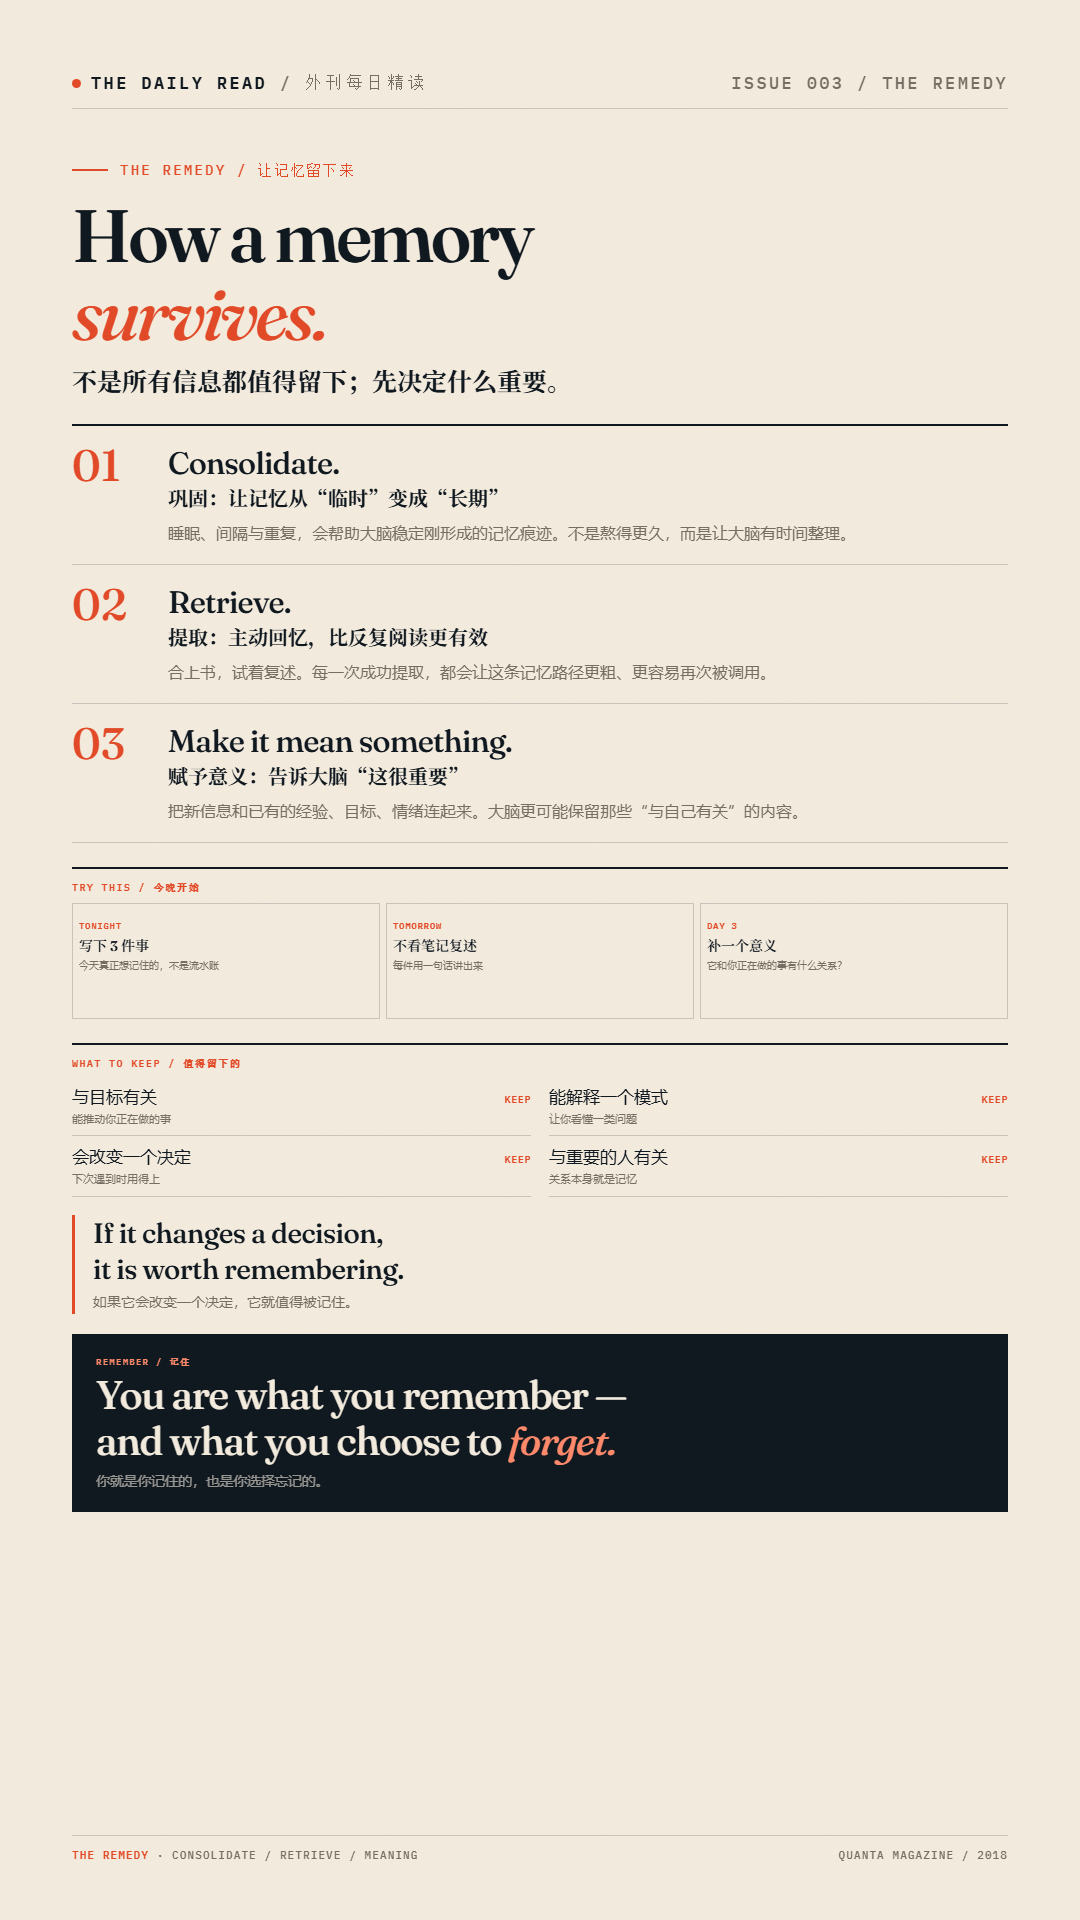 THE DAILY READ / 外刊每日精读
ISSUE 003 / THE REMEDY
THE REMEDY / 让记忆留下来
How a memory
survives.
不是所有信息都值得留下；先决定什么重要。
01
Consolidate.
巩固：让记忆从“临时”变成“长期”
睡眠、间隔与重复，会帮助大脑稳定刚形成的记忆痕迹。不是熬得更久，而是让大脑有时间整理。
02
Retrieve.
提取：主动回忆，比反复阅读更有效
合上书，试着复述。每一次成功提取，都会让这条记忆路径更粗、更容易再次被调用。
03
Make it mean something.
赋予意义：告诉大脑“这很重要”
把新信息和已有的经验、目标、情绪连起来。大脑更可能保留那些“与自己有关”的内容。
TRY THIS / 今晚开始
TONIGHT
写下 3 件事
今天真正想记住的，不是流水账
TOMORROW
不看笔记复述
每件用一句话讲出来
DAY 3
补一个意义
它和你正在做的事有什么关系？
WHAT TO KEEP / 值得留下的
与目标有关
能推动你正在做的事
KEEP
能解释一个模式
让你看懂一类问题
KEEP
会改变一个决定
下次遇到时用得上
KEEP
与重要的人有关
关系本身就是记忆
KEEP
If it changes a decision,
it is worth remembering.
如果它会改变一个决定，它就值得被记住。
REMEMBER / 记住
You are what you remember —
and what you choose to forget.
你就是你记住的，也是你选择忘记的。
THE REMEDY · CONSOLIDATE / RETRIEVE / MEANING
QUANTA MAGAZINE / 2018